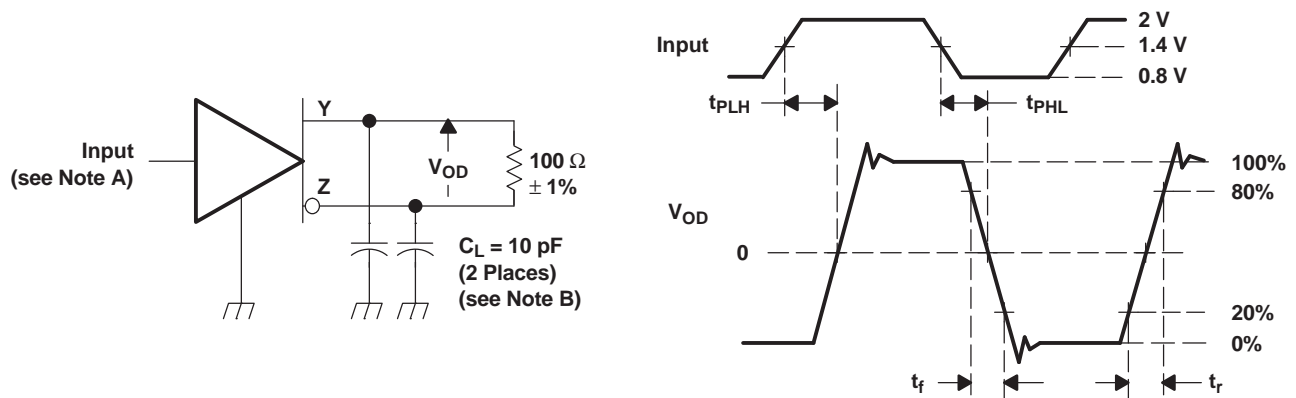 Input
(see Note A)
Y
Z
V_OD
100 Ω
± 1%
C_L = 10 pF
(2 Places)
(see Note B)
Input
2 V
1.4 V
0.8 V
t_PLH
t_PHL
100%
80%
V_OD
0
20%
0%
t_f
t_r